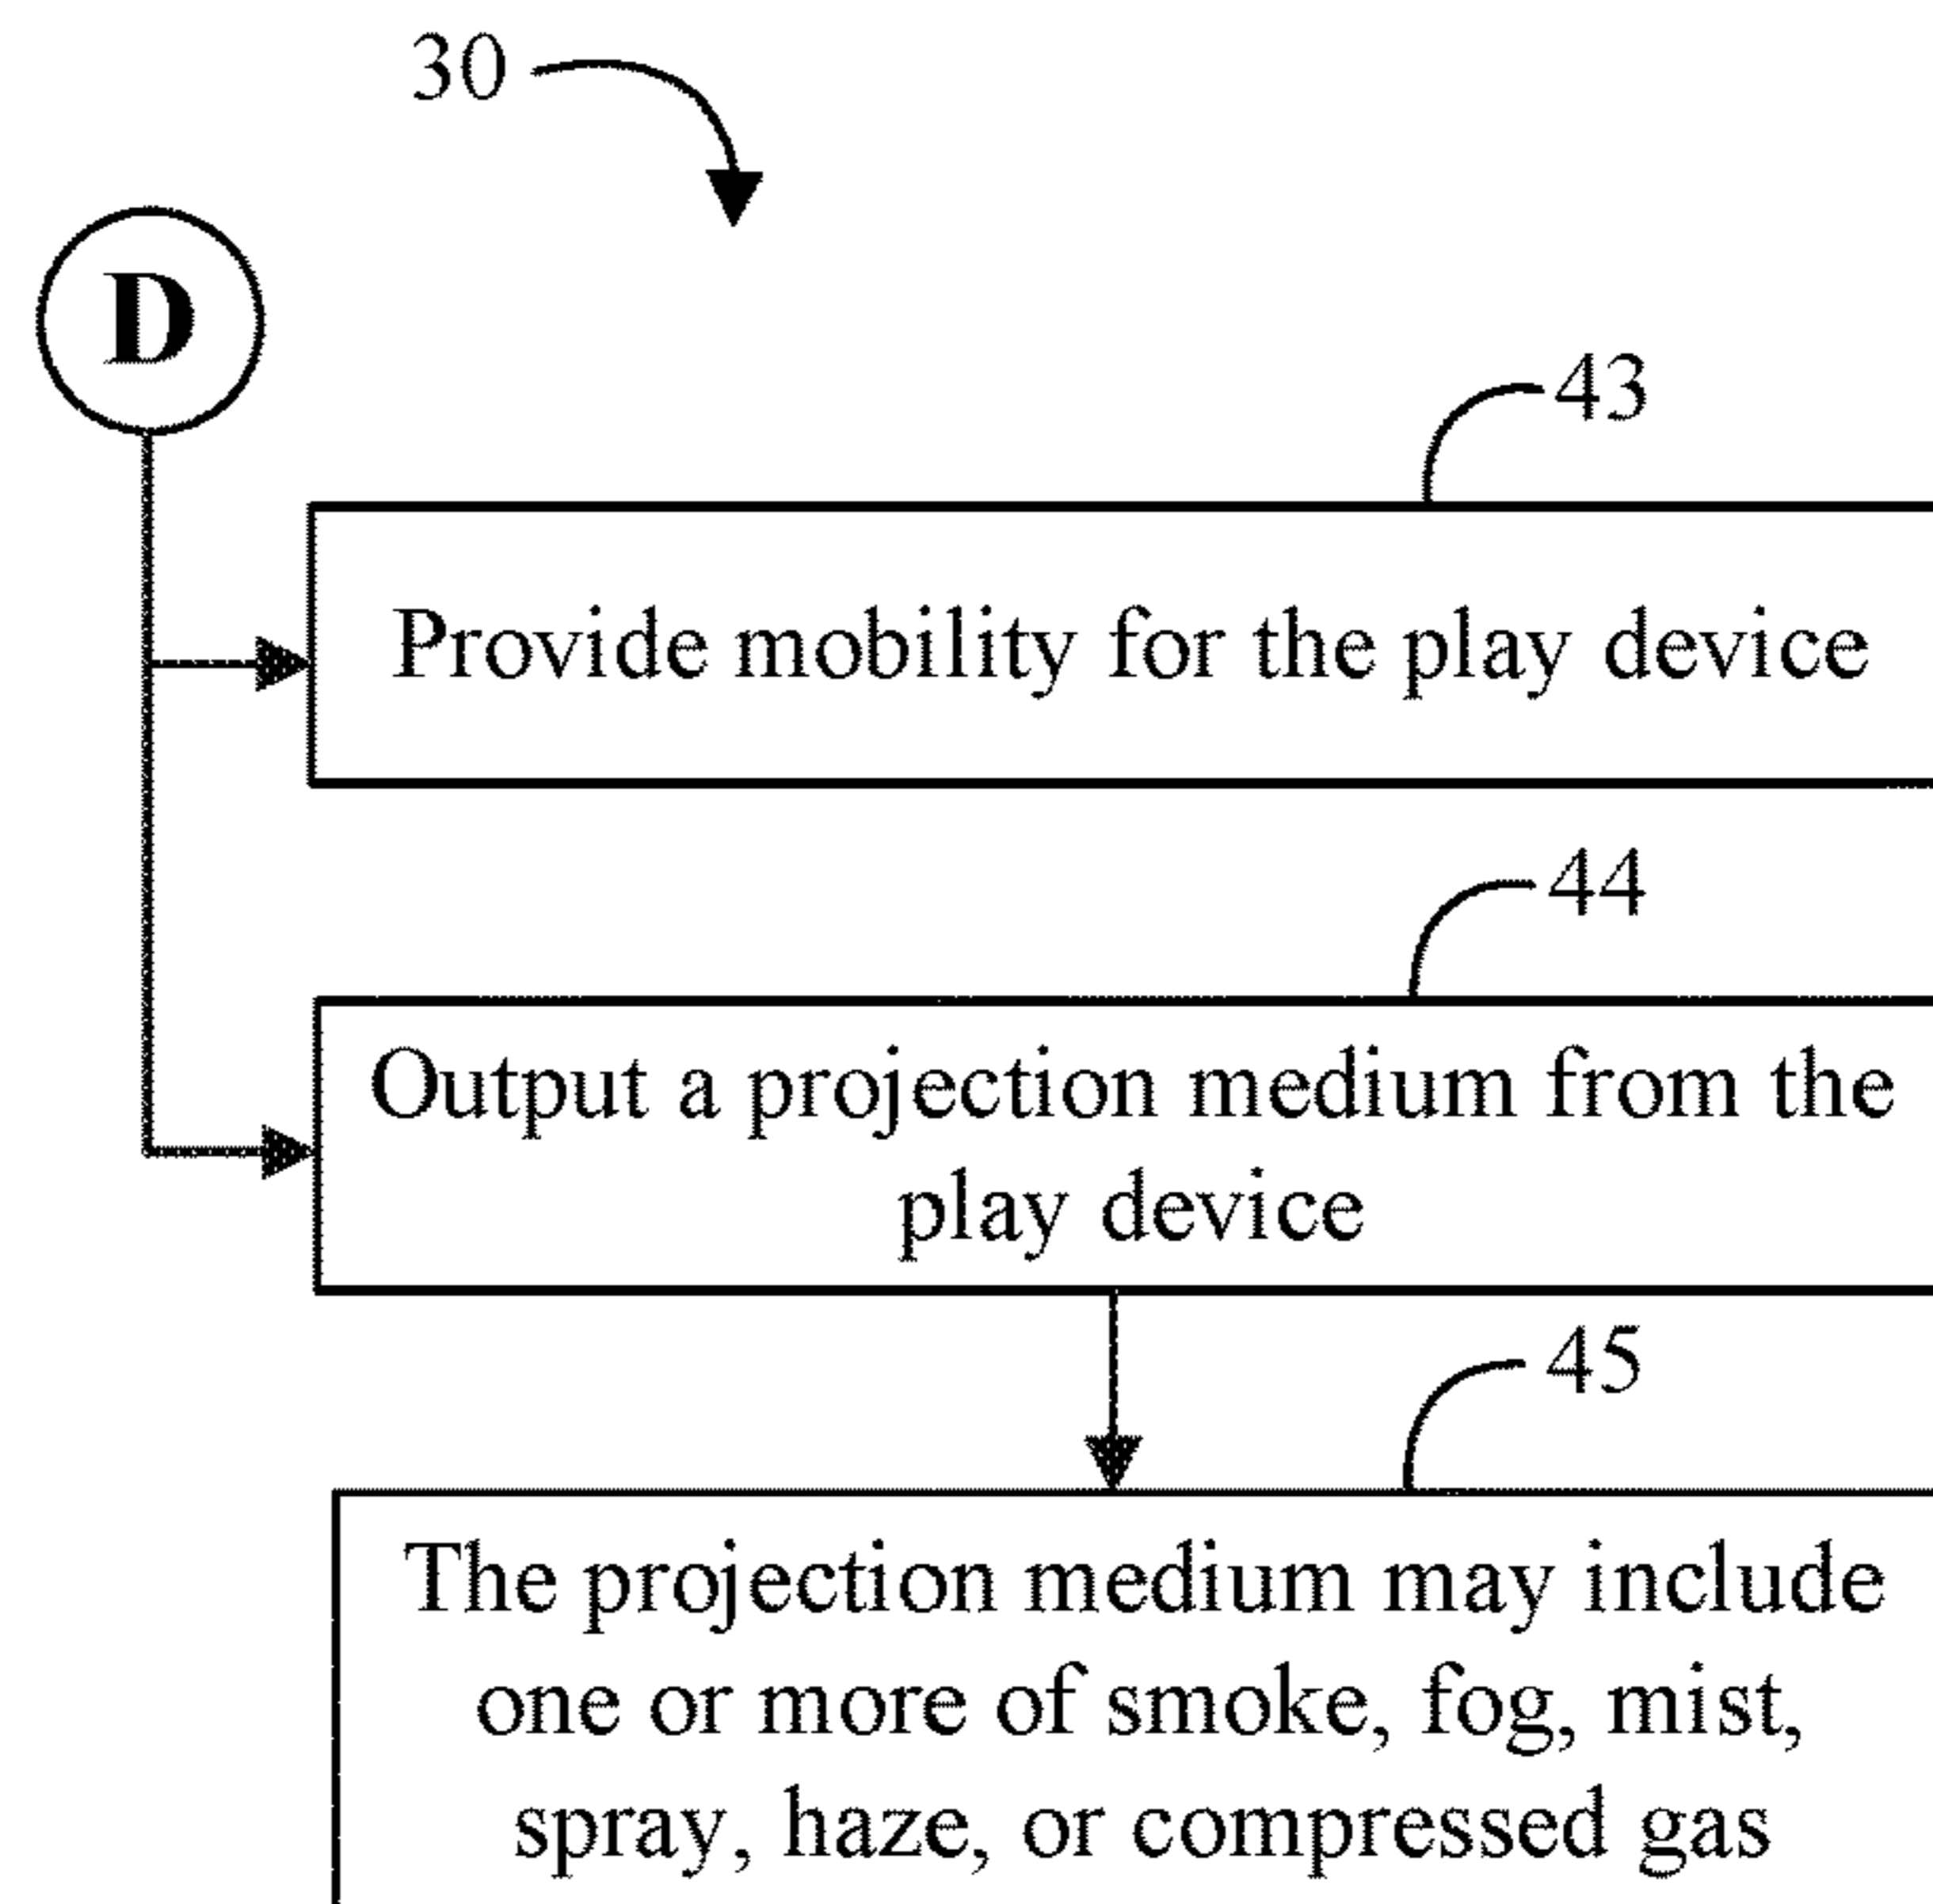 30
D
43
Provide mobility for the play device
44
Output a projection medium from the
play device
45
The projection medium may include
one or more of smoke, fog, mist,
spray, haze, or compressed gas